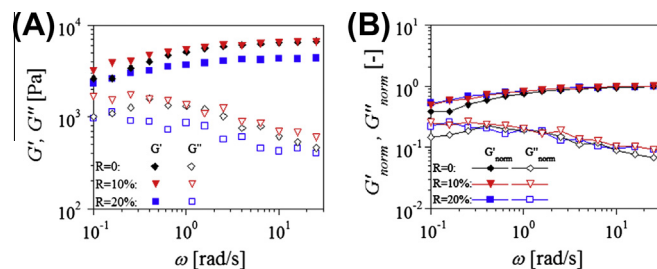 (A)
10^4
10^3
10^2
G', G'' [Pa]
G' G''
R=0:
R=10%:
R=20%:
10^-1 10^0 10^1
ω [rad/s]
(B)
10^1
10^0
10^-1
10^-2
G'norm, G''norm [-]
G'norm G''norm
R=0:
R=10%:
R=20%:
10^-1 10^0 10^1
ω [rad/s]